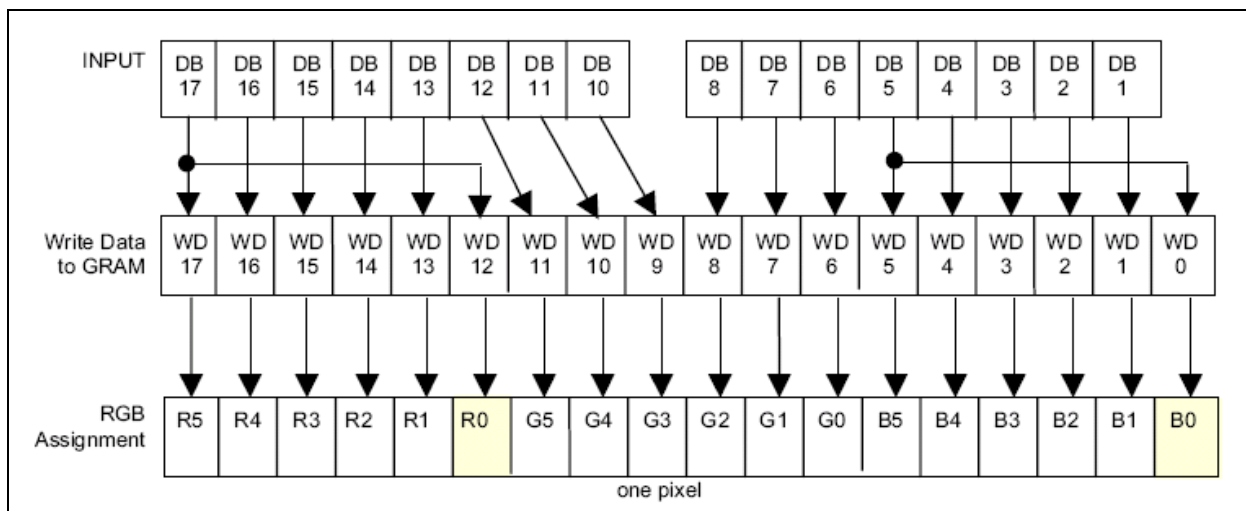 INPUT DB 17 DB 16 DB 15 DB 14 DB 13 DB 12 DB 11 DB 10 DB 8 DB 7 DB 6 DB 5 DB 4 DB 3 DB 2 DB 1
Write Data to GRAM WD 17 WD 16 WD 15 WD 14 WD 13 WD 12 WD 11 WD 10 WD 9 WD 8 WD 7 WD 6 WD 5 WD 4 WD 3 WD 2 WD 1 WD 0
RGB Assignment R5 R4 R3 R2 R1 R0 G5 G4 G3 G2 G1 G0 B5 B4 B3 B2 B1 B0
one pixel